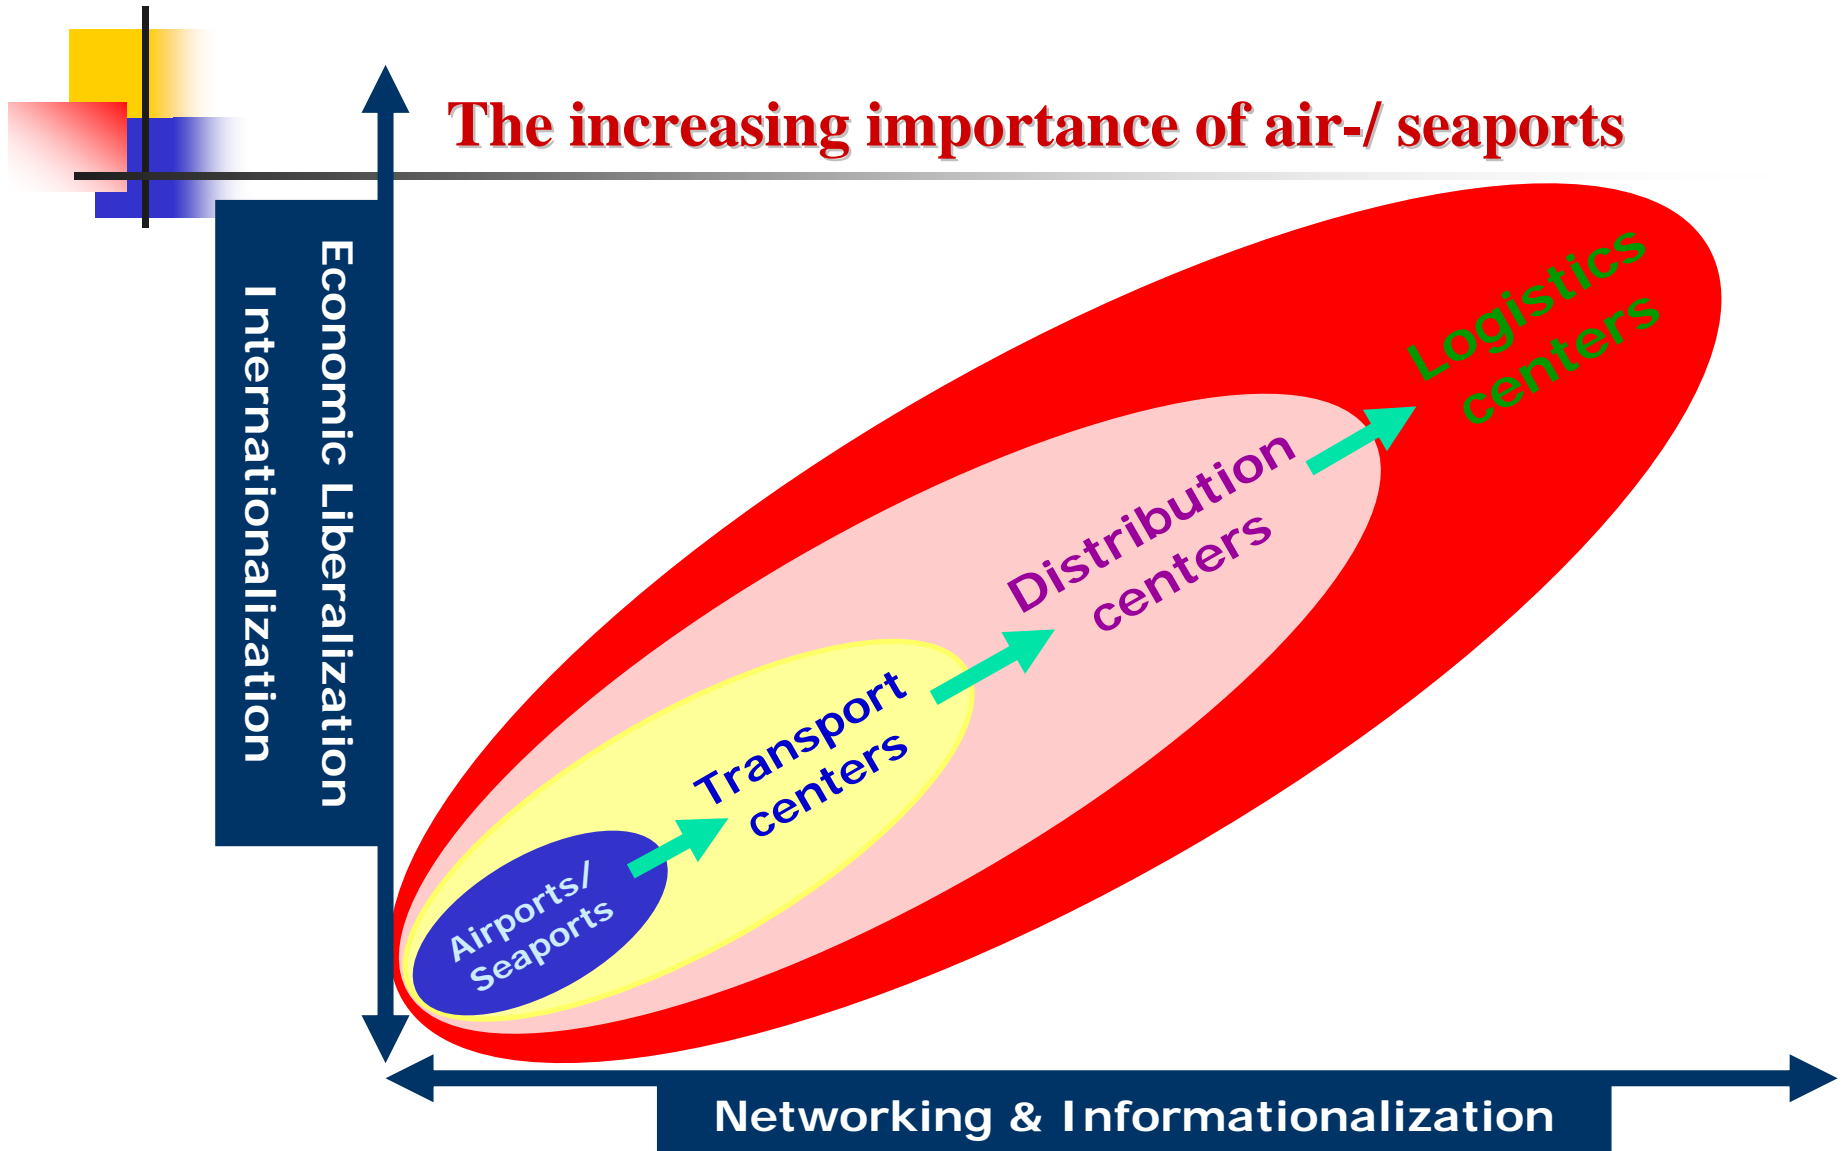 The increasing importance of air-/ seaports
Economic Liberalization
Internationalization
Logistics
centers
Distribution
centers
Transport
centers
Airports/
Seaports
Networking & Informationalization